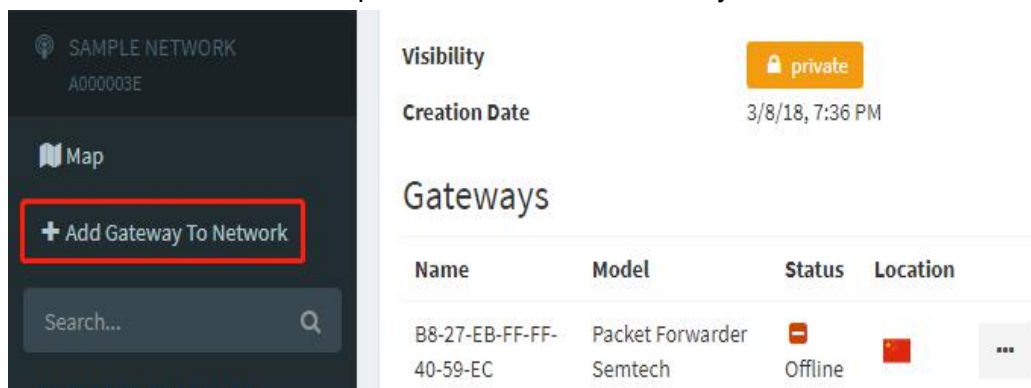 SAMPLE NETWORK
A000003E
Map
Add Gateway To Network
Search...
Visibility
private
Creation Date
3/8/18, 7:36 PM
Gateways
Name Model Status Location
B8-27-EB-FF-FF- Packet Forwarder
40-59-EC Semtech Offline